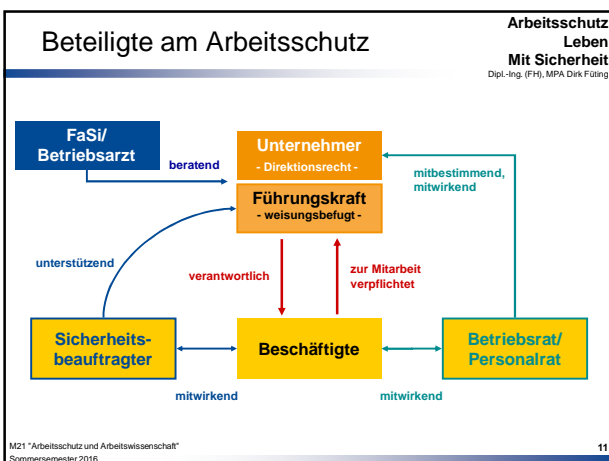 Beteiligte am Arbeitsschutz
Arbeitsschutz
Leben
Mit Sicherheit
Dipl.-Ing. (FH), MPA Dirk Füting
FaSi/
Betriebsarzt
beratend
Unternehmer
- Direktionsrecht -
mitbestimmend,
mitwirkend
Führungskraft
- weisungsbefugt -
unterstützend
verantwortlich
zur Mitarbeit
verpflichtet
Sicherheits-
beauftragter
Beschäftigte
Betriebsrat/
Personalrat
mitwirkend
mitwirkend
M21 "Arbeitsschutz und Arbeitswissenschaft"
Sommersemester 2016
11